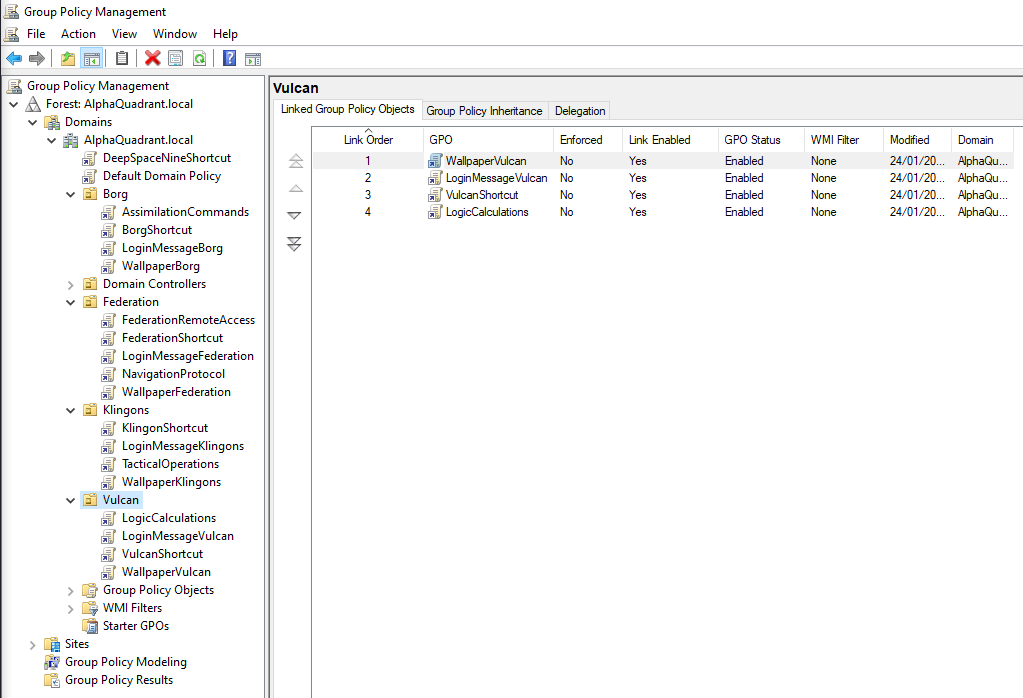 Group Policy Management
File Action View Window Help
Group Policy Management
Forest: AlphaQuadrant.local
Domains
AlphaQuadrant.local
DeepSpaceNineShortcut
Default Domain Policy
Borg
AssimilationCommands
BorgShortcut
LoginMessageBorg
WallpaperBorg
Domain Controllers
Federation
FederationRemoteAccess
FederationShortcut
LoginMessageFederation
NavigationProtocol
WallpaperFederation
Klingons
KlingonShortcut
LoginMessageKlingons
TacticalOperations
WallpaperKlingons
Vulcan
LogicCalculations
LoginMessageVulcan
VulcanShortcut
WallpaperVulcan
Group Policy Objects
WMI Filters
Starter GPOs
Sites
Group Policy Modeling
Group Policy Results
Vulcan
Linked Group Policy Objects Group Policy Inheritance Delegation
Link Order GPO Enforced Link Enabled GPO Status WMI Filter Modified Domain
1 WallpaperVulcan No Yes Enabled None 24/01/20... AlphaQu...
2 LoginMessageVulcan No Yes Enabled None 24/01/20... AlphaQu...
3 VulcanShortcut No Yes Enabled None 24/01/20... AlphaQu...
4 LogicCalculations No Yes Enabled None 24/01/20... AlphaQu...